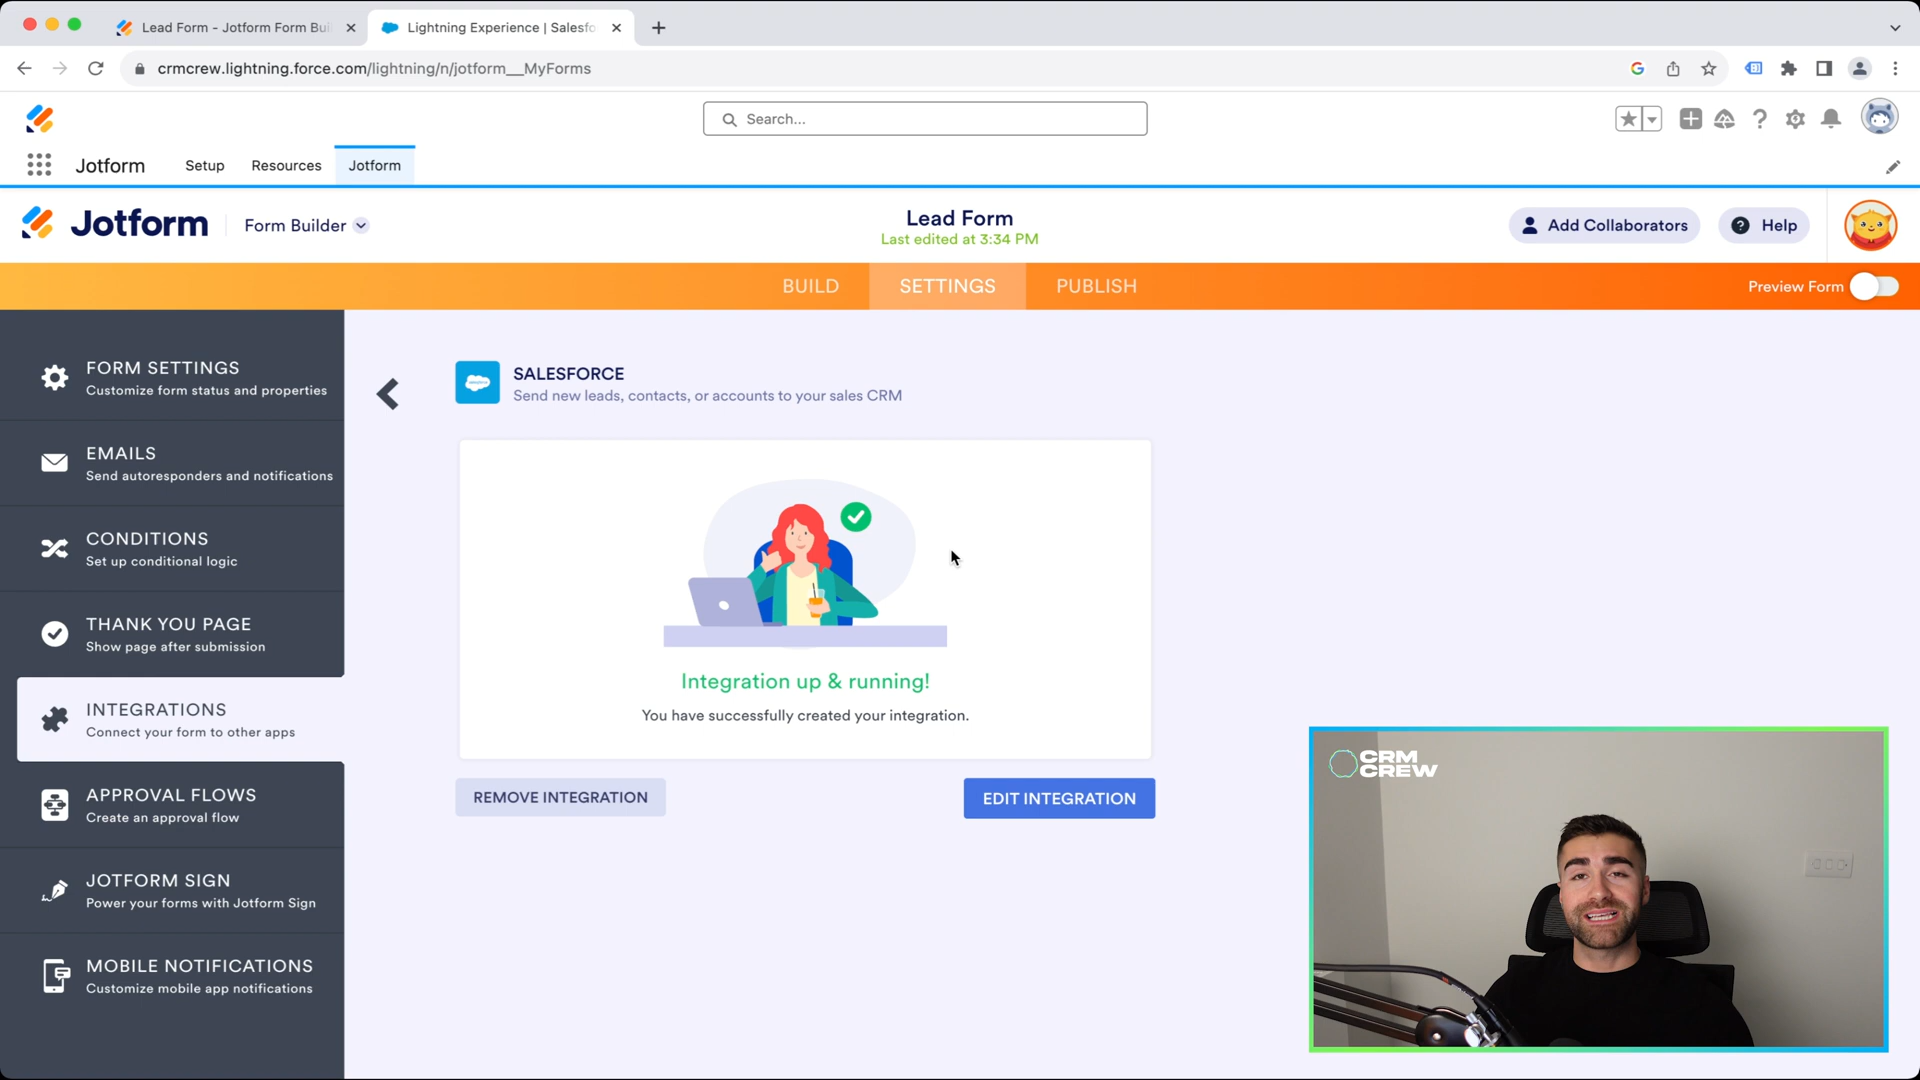 Lead Form - Jotform Form Bui
Lightning Experience | Salesfo
crmcrew.lightning.force.com/lightning/n/jotform__MyForms
Search...
Jotform
Setup
Resources
Jotform
Jotform
Form Builder
Lead Form
Last edited at 3:34 PM
Add Collaborators
Help
BUILD
SETTINGS
PUBLISH
Preview Form
FORM SETTINGS
Customize form status and properties
EMAILS
Send autoresponders and notifications
CONDITIONS
Set up conditional logic
THANK YOU PAGE
Show page after submission
INTEGRATIONS
Connect your form to other apps
APPROVAL FLOWS
Create an approval flow
JOTFORM SIGN
Power your forms with Jotform Sign
MOBILE NOTIFICATIONS
Customize mobile app notifications
SALESFORCE
Send new leads, contacts, or accounts to your sales CRM
Integration up & running!
You have successfully created your integration.
REMOVE INTEGRATION
EDIT INTEGRATION
CRM
CREW